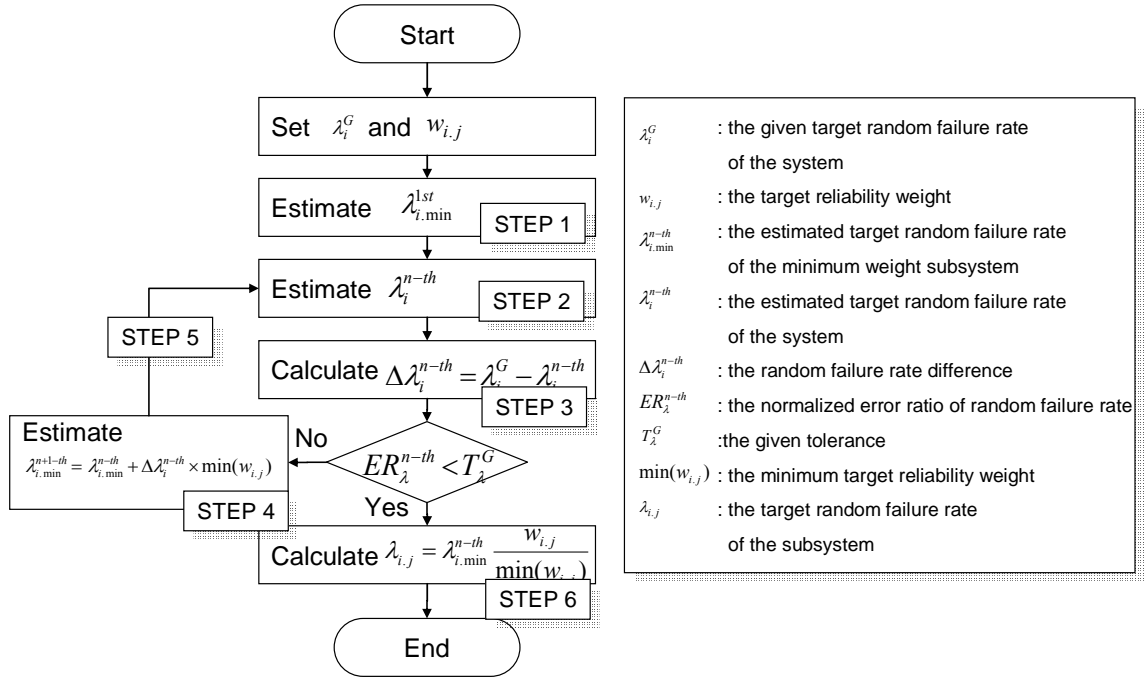 Start
Set λ_i^G and w_{i.j}
Estimate λ_{i.min}^{1st}
STEP 1
Estimate λ_i^{n-th}
STEP 2
STEP 5
Calculate Δλ_i^{n-th} = λ_i^G − λ_i^{n-th}
STEP 3
No
ER_λ^{n-th} < T_λ^G
Estimate
λ_{i.min}^{n+1-th} = λ_{i.min}^{n-th} + Δλ_i^{n-th} × min(w_{i.j})
STEP 4
Yes
Calculate λ_{i.j} = λ_{i.min}^{n-th} w_{i.j} / min(w_{i.j})
STEP 6
End
λ_i^G : the given target random failure rate
of the system
w_{i.j} : the target reliability weight
λ_{i.min}^{n-th} : the estimated target random failure rate
of the minimum weight subsystem
λ_i^{n-th} : the estimated target random failure rate
of the system
Δλ_i^{n-th} : the random failure rate difference
ER_λ^{n-th} : the normalized error ratio of random failure rate
T_λ^G :the given tolerance
min(w_{i.j}) : the minimum target reliability weight
λ_{i.j} : the target random failure rate
of the subsystem